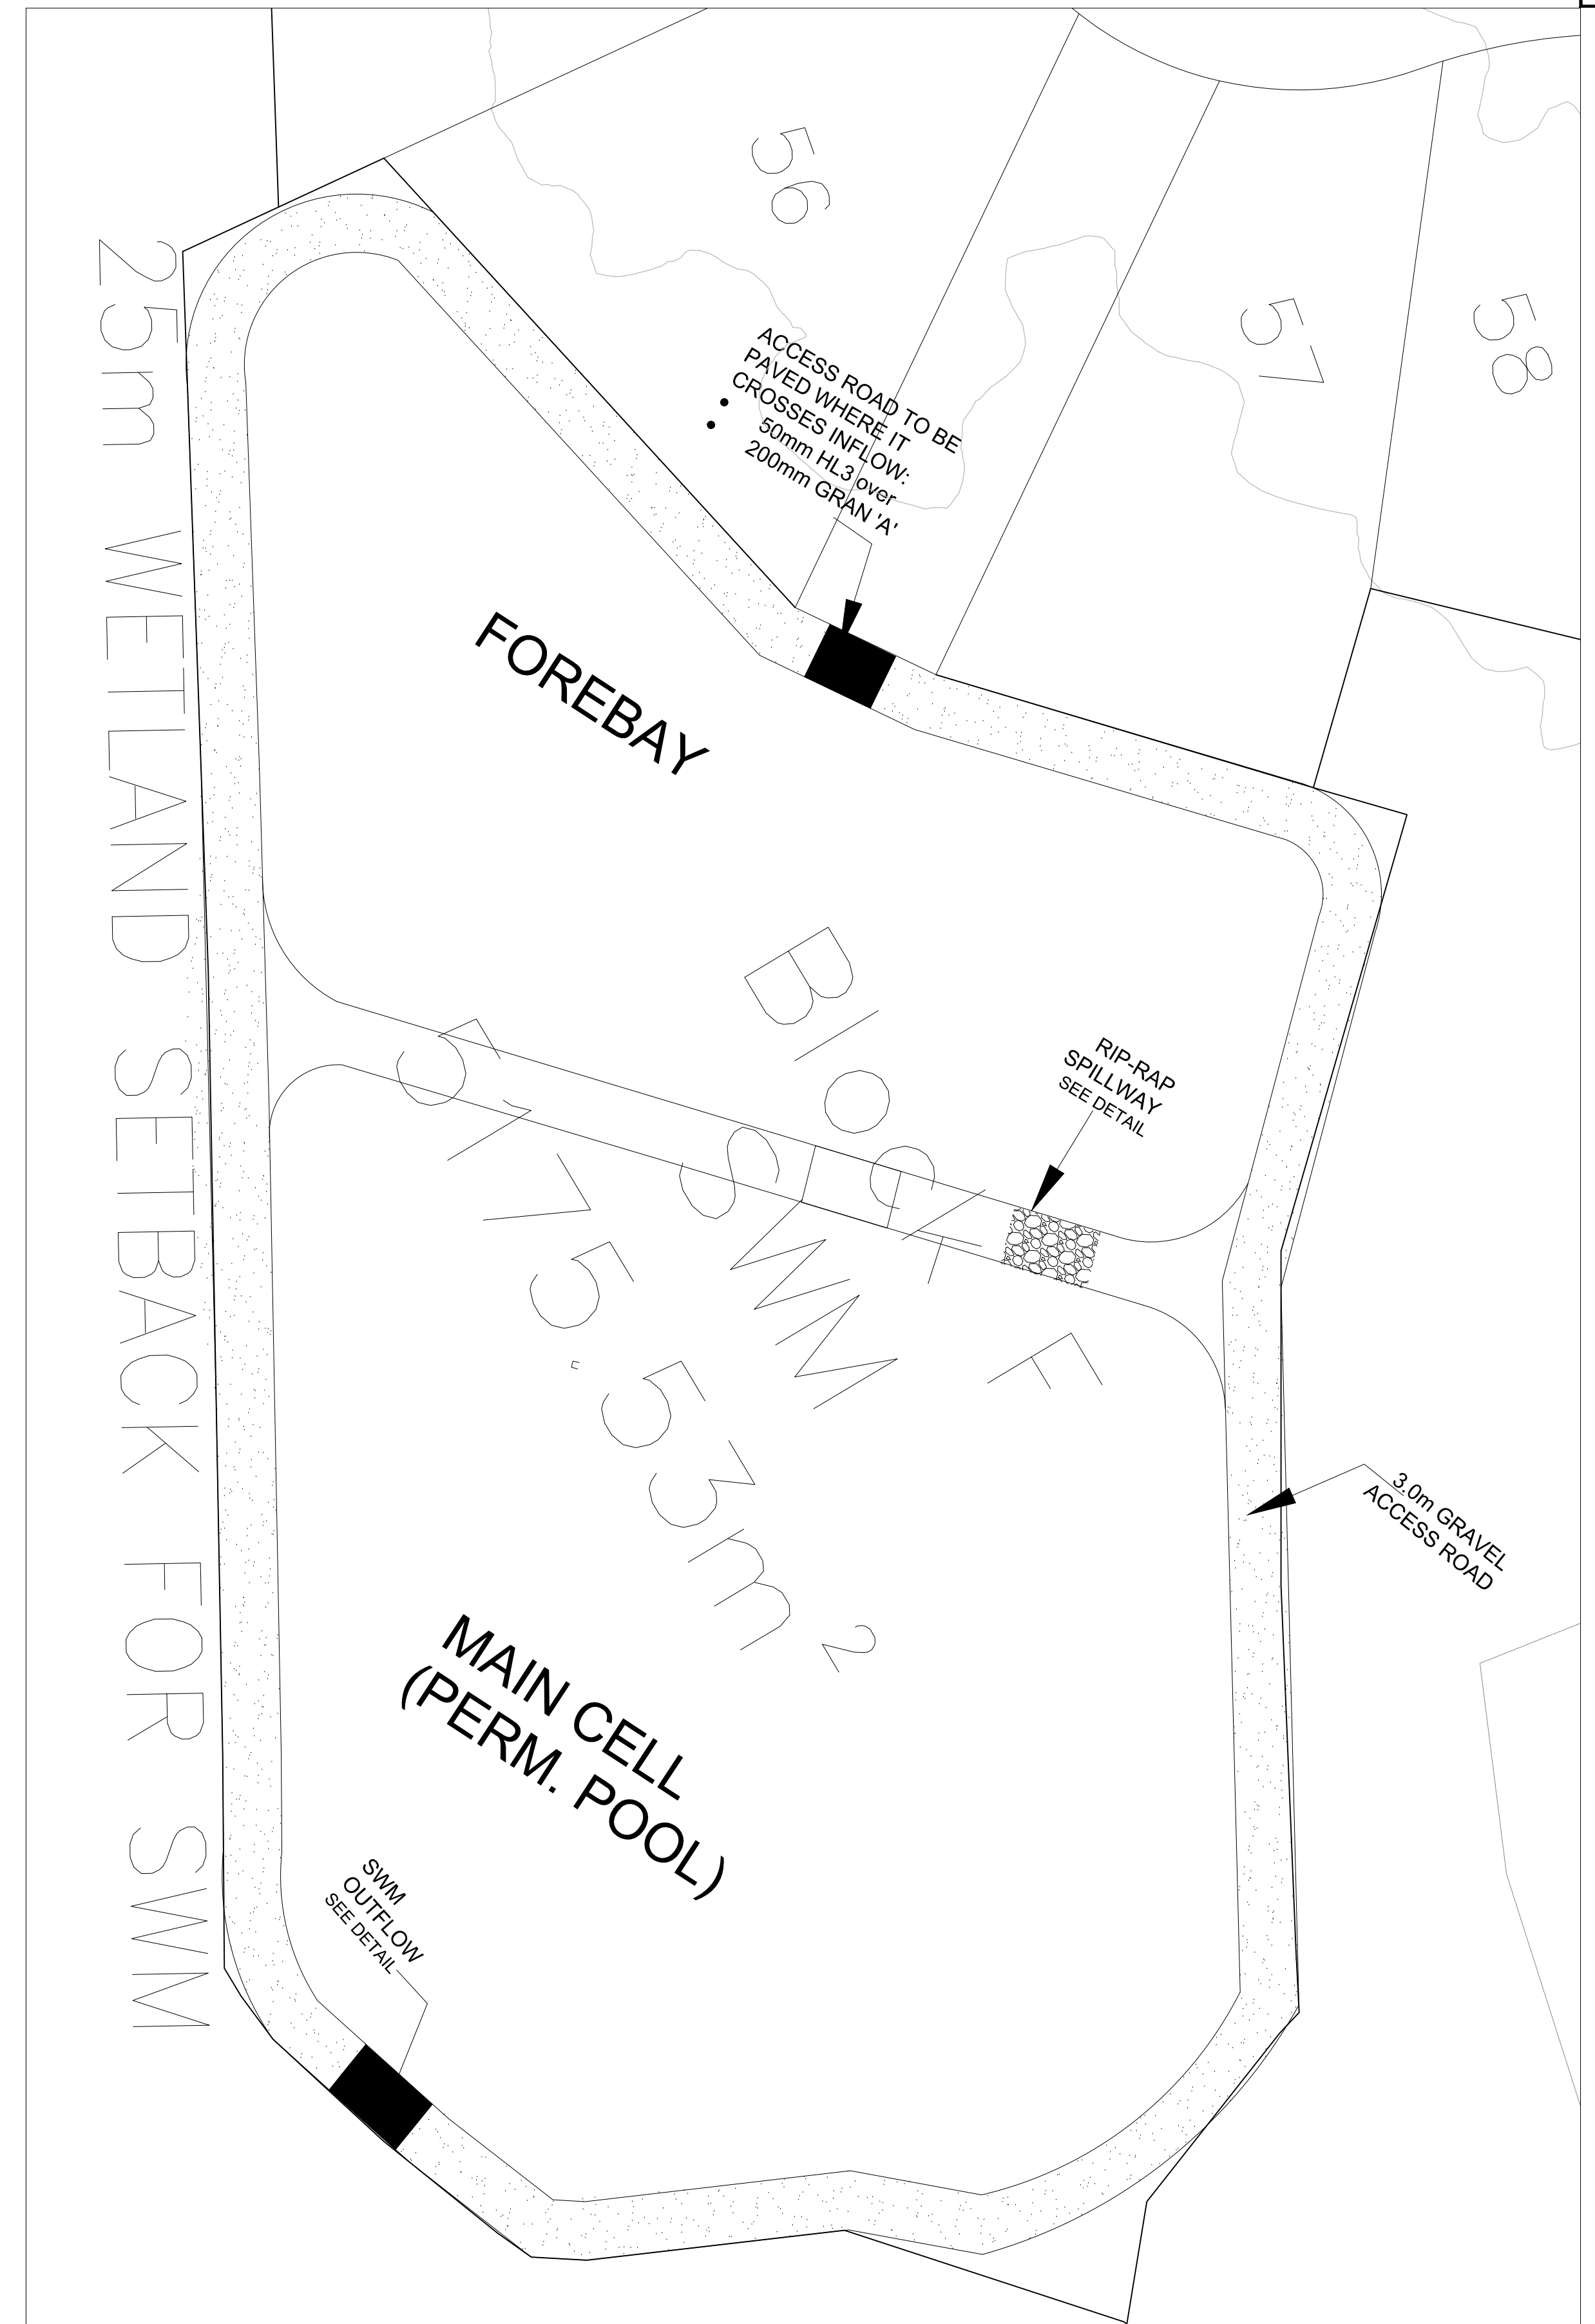 56
57
58
25m WETLAND SETBACK FOR SWM
ACCESS ROAD TO BE
PAVED WHERE IT
CROSSES INFLOW:
• 50mm HL3 over
• 200mm GRAN 'A'
FOREBAY
Block F
SWM
5175.53m²
RIP-RAP
SPILLWAY
SEE DETAIL
3.0m GRAVEL
ACCESS ROAD
MAIN CELL
(PERM. POOL)
SWM
OUTFLOW
SEE DETAIL